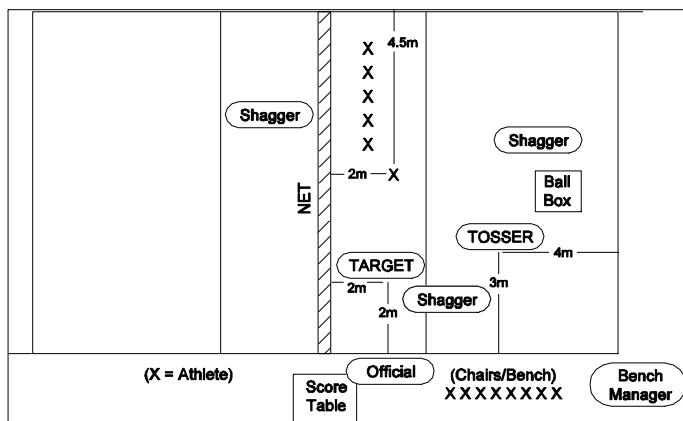 4.5m
X
X
X
X
X
Shagger
Shagger
2m
X
NET
Ball
Box
TOSSER
4m
TARGET
3m
2m
2m
Shagger
(X = Athlete)
Official
(Chairs/Bench)
XXXXXXXX
Score
Table
Bench
Manager